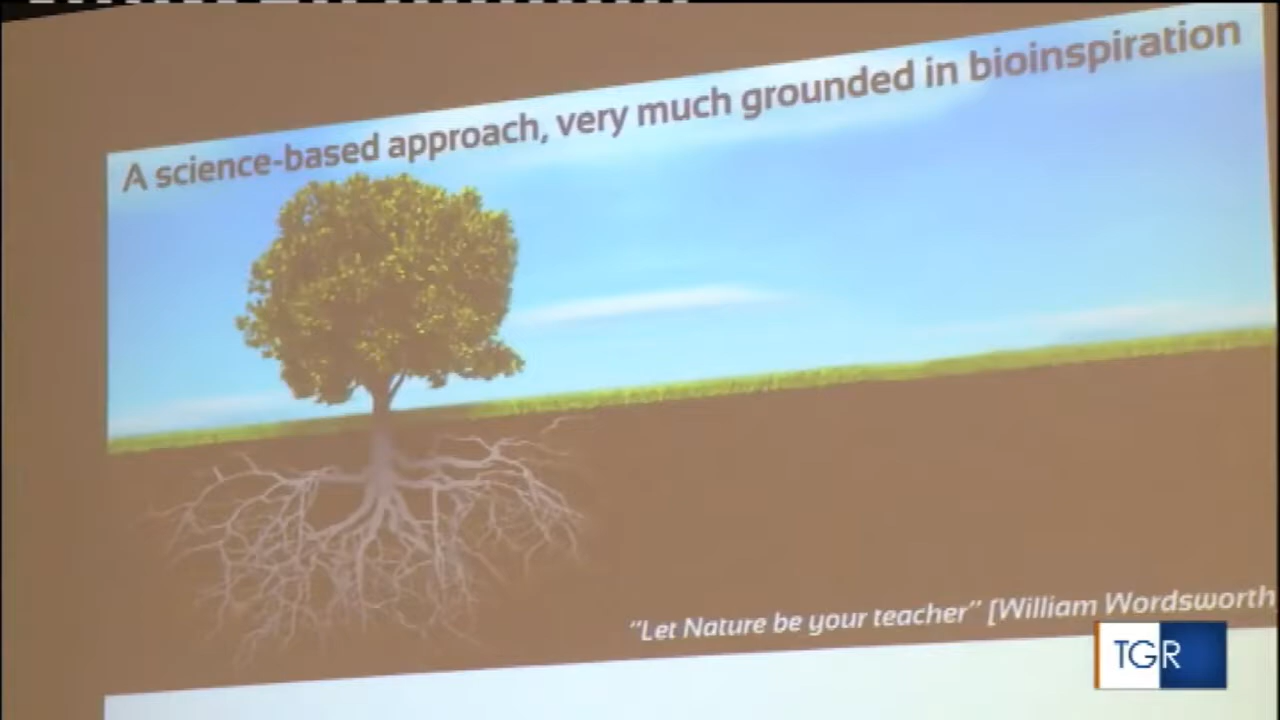 A science-based approach, very much grounded in bioinspiration
"Let Nature be your teacher" [William Wordsworth
TGR